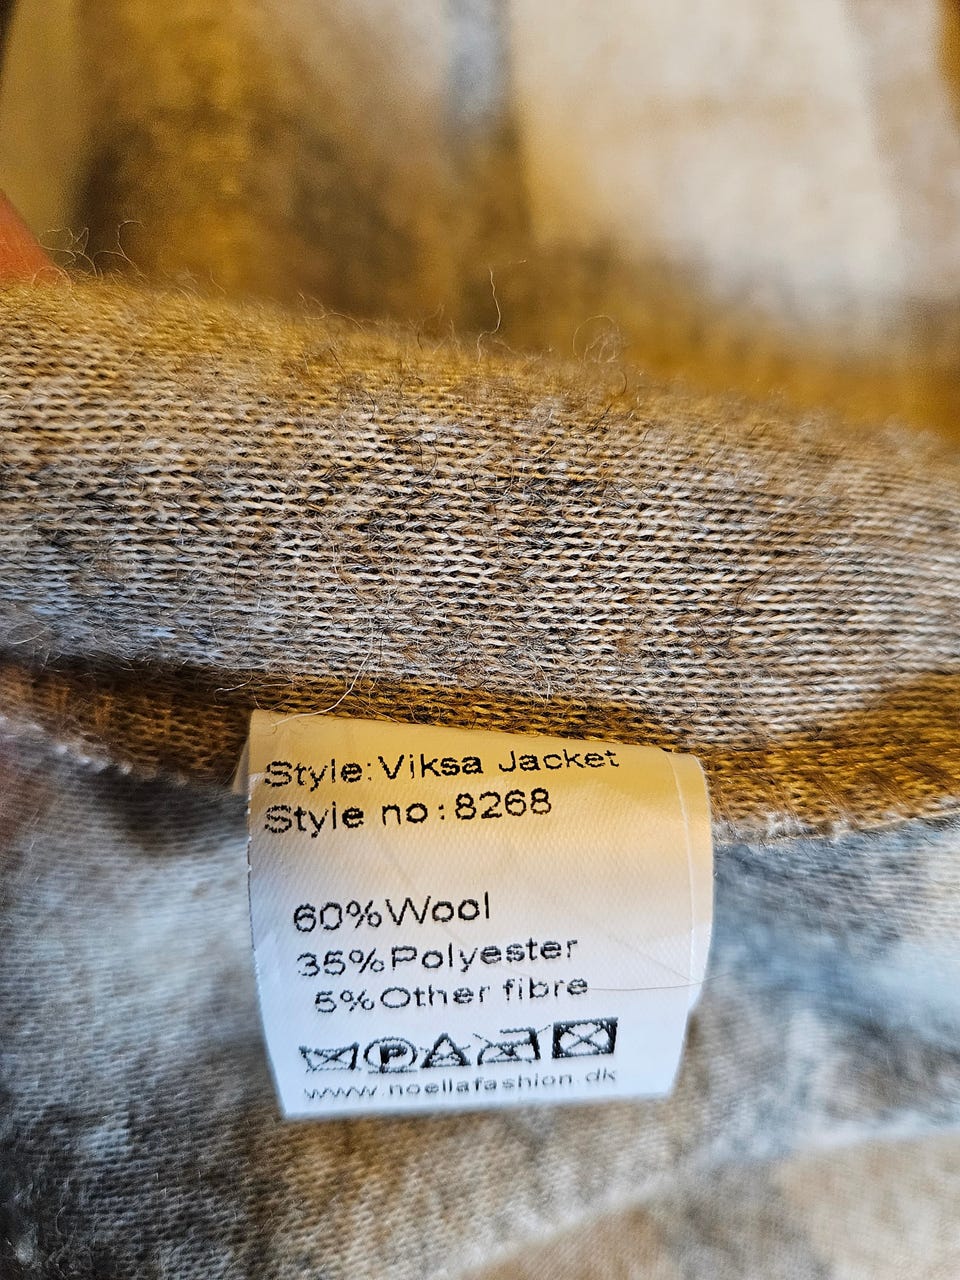 Style:Viksa Jacket
Style no:8268
60%Wool
35%Polyester
5%Other fibre
P
www.noellafashion.dk